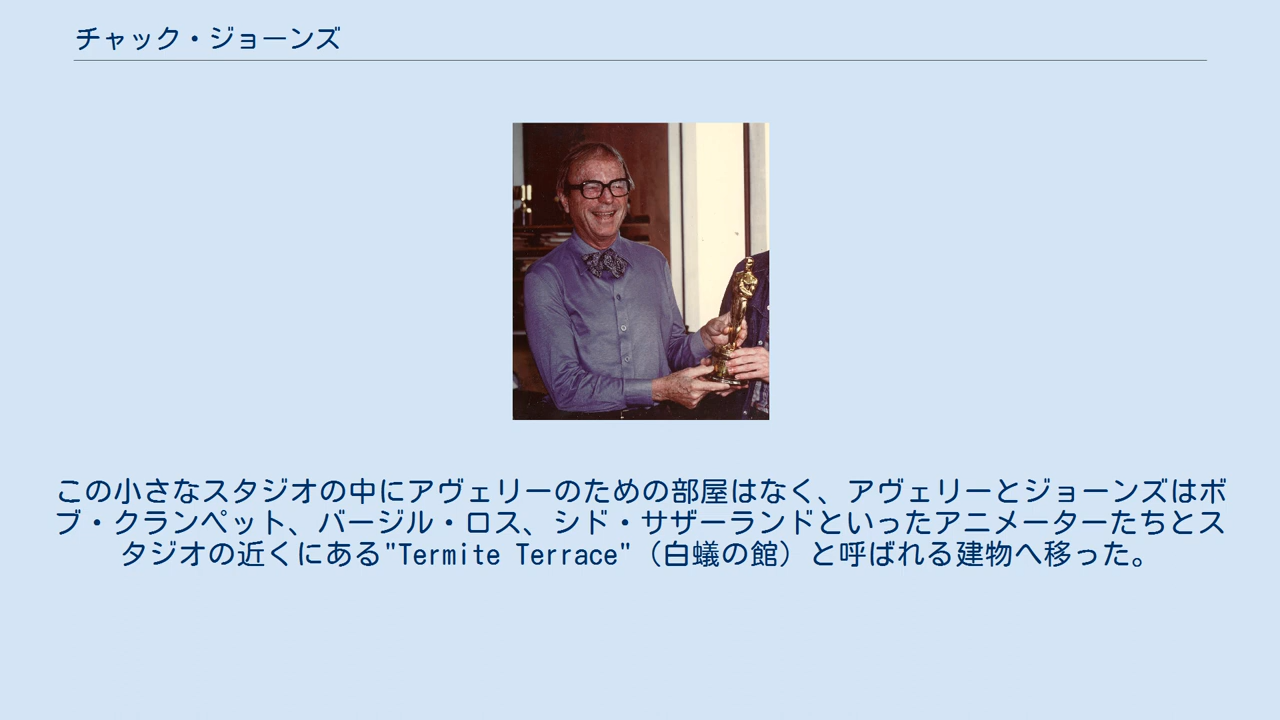 チャック・ジョーンズ
この小さなスタジオの中にアヴェリーのための部屋はなく、アヴェリーとジョーンズはボ
ブ・クランペット、バージル・ロス、シド・サザーランドといったアニメーターたちとス
タジオの近くにある"Termite Terrace"（白蟻の館）と呼ばれる建物へ移った。